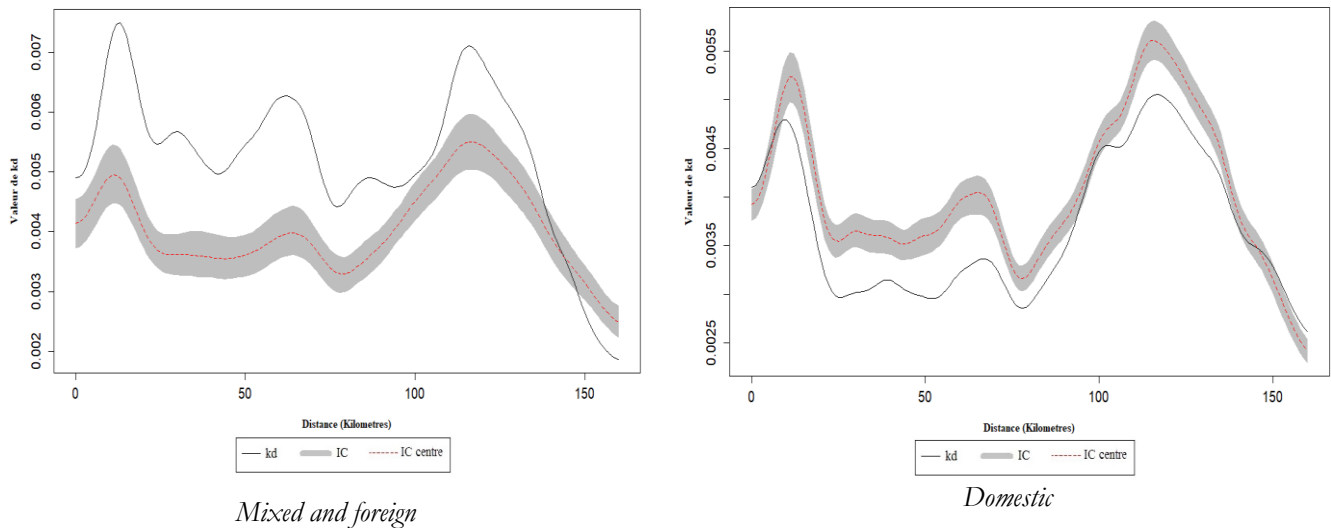 Valeur de kd
0.007
0.006
0.005
0.004
0.003
0.002
0 50 100 150
Distance (Kilometres)
kd IC IC centre
Mixed and foreign
Valeur de kd
0.0055
0.0045
0.0035
0.0025
0 50 100 150
Distance (Kilometres)
kd IC IC centre
Domestic